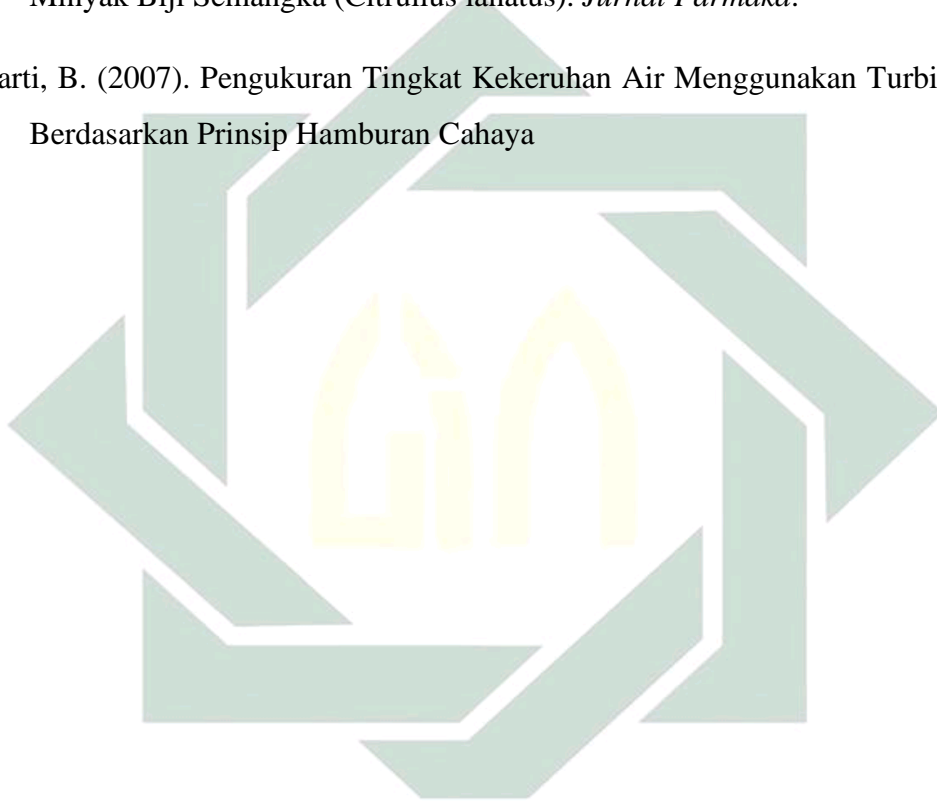 Minyak Biji Semangka (Citrullus lanatus). Jurnal Farmaka.
arti, B. (2007). Pengukuran Tingkat Kekeruhan Air Menggunakan Turbi
Berdasarkan Prinsip Hamburan Cahaya
UIN